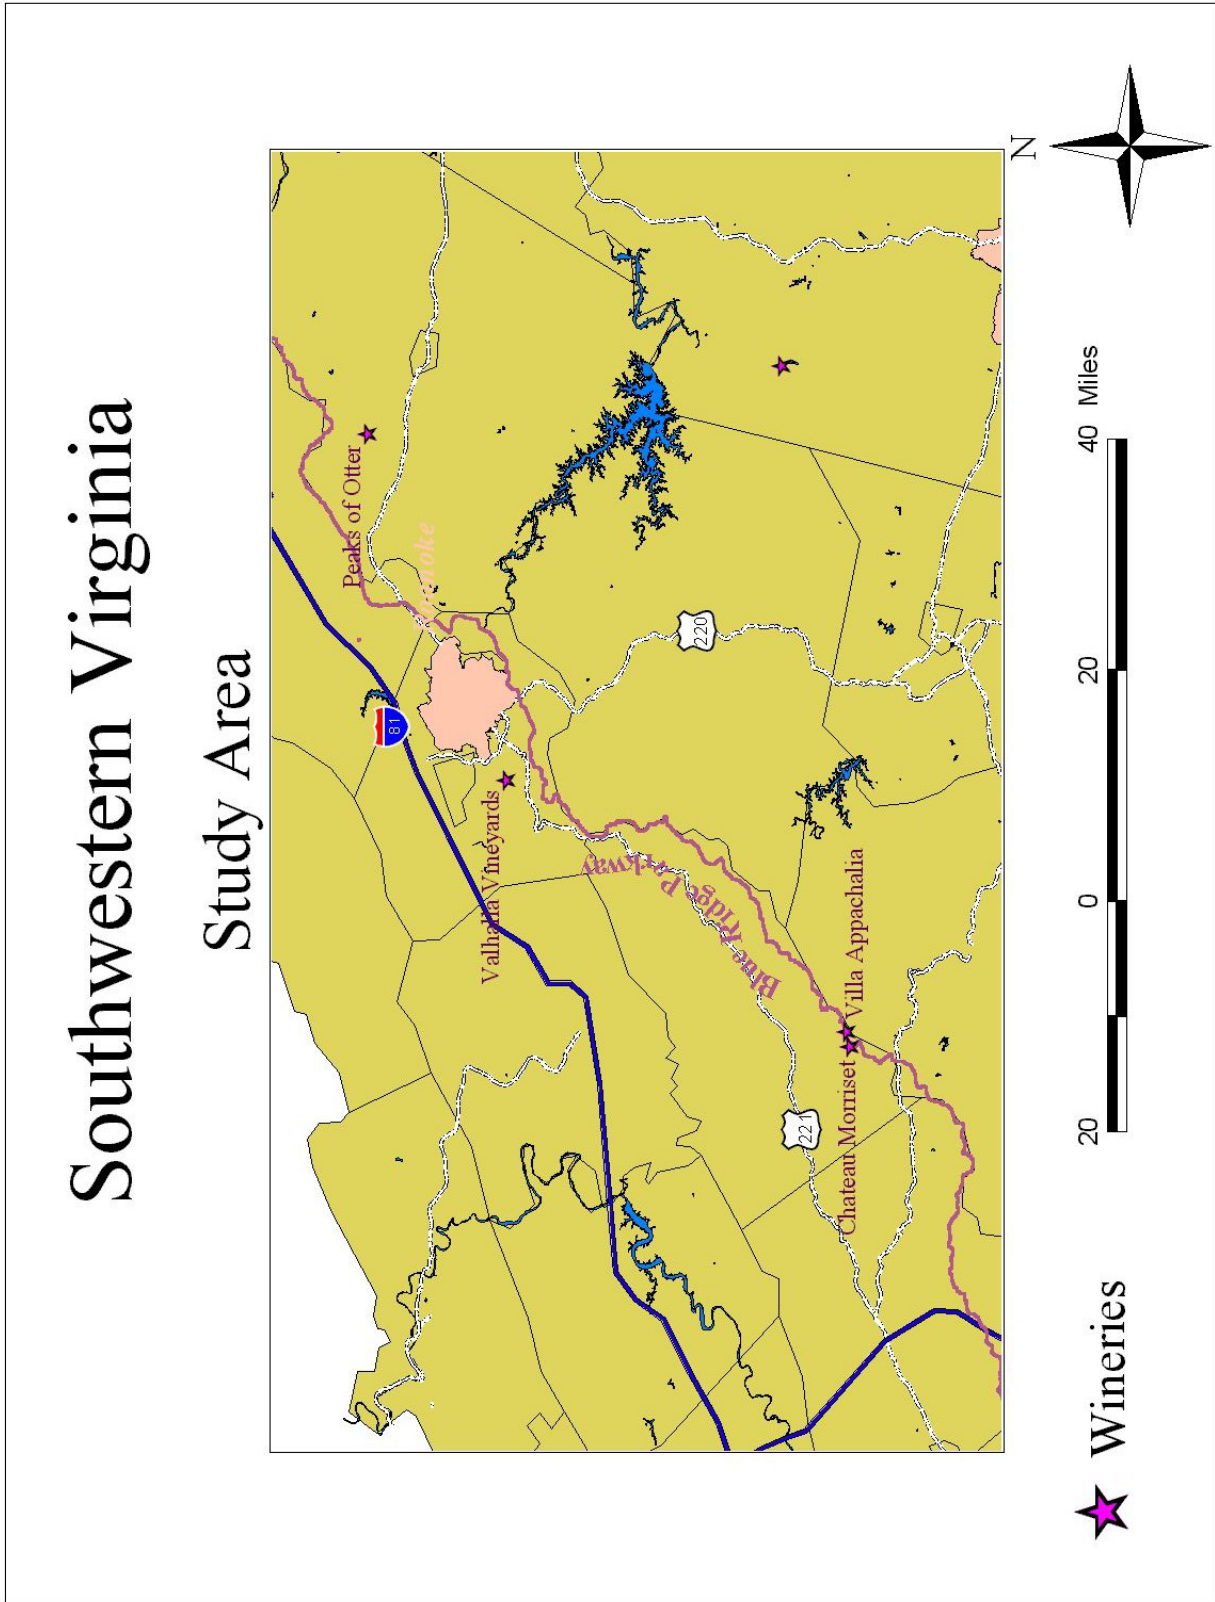 Southwestern Virginia
Study Area
Peaks of Otter
Roanoke
81
Valhalla Vineyards
220
Blue Ridge Parkway
Villa Appachalia
Chateau Morriset
221
N
Wineries
20 0 20 40 Miles